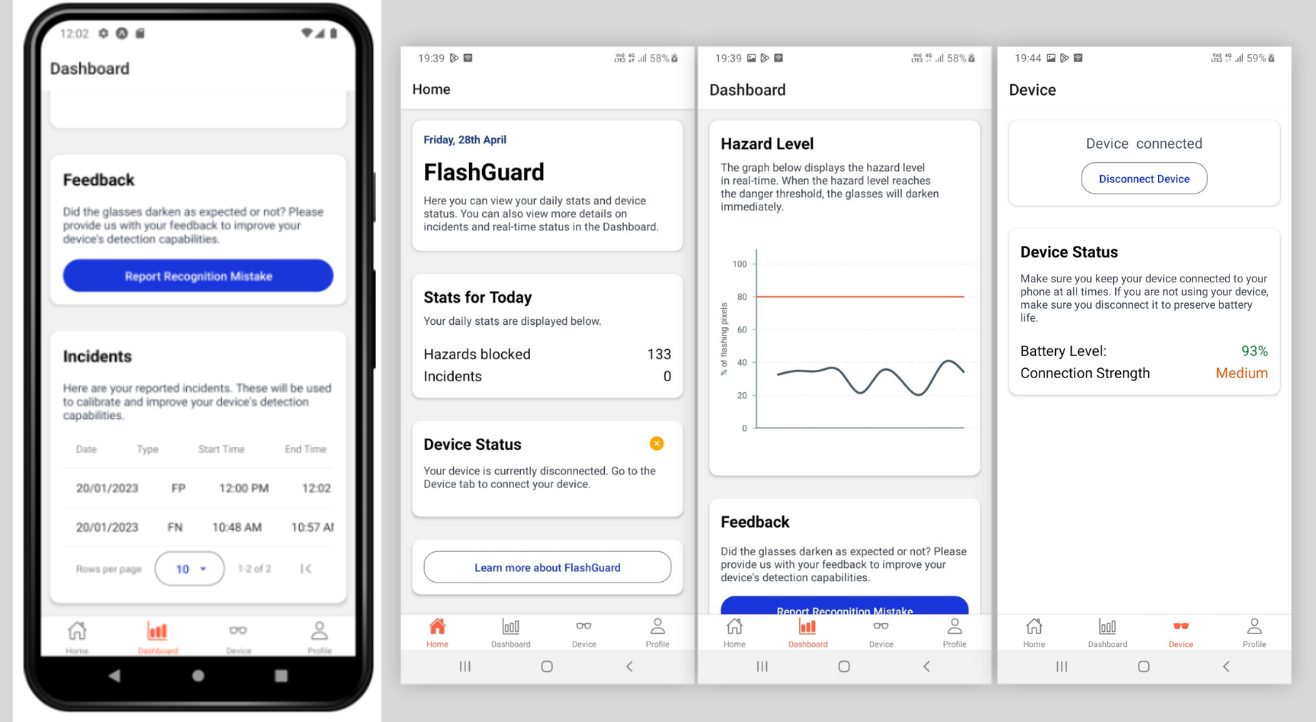 12:02
Dashboard
Feedback
Did the glasses darken as expected or not? Please
provide us with your feedback to improve your
device's detection capabilities.
Report Recognition Mistake
Incidents
Here are your reported incidents. These will be used
to calibrate and improve your device's detection
capabilities.
Date Type Start Time End Time
20/01/2023 FP 12:00 PM 12:02
20/01/2023 FN 10:48 AM 10:57 AM
Rows per page 10 1-2 of 2
Home Dashboard Device Profile
19:39 58%
Home
Friday, 28th April
FlashGuard
Here you can view your daily stats and device
status. You can also view more details on
incidents and real-time status in the Dashboard.
Stats for Today
Your daily stats are displayed below.
Hazards blocked 133
Incidents 0
Device Status
Your device is currently disconnected. Go to the
Device tab to connect your device.
Learn more about FlashGuard
Home Dashboard Device Profile
19:39 58%
Dashboard
Hazard Level
The graph below displays the hazard level
in real-time. When the hazard level reaches
the danger threshold, the glasses will darken
immediately.
% of flashing pixels
100
80
60
40
20
0
Feedback
Did the glasses darken as expected or not? Please
provide us with your feedback to improve your
device's detection capabilities.
Report Recognition Mistake
Home Dashboard Device Profile
19:44 59%
Device
Device connected
Disconnect Device
Device Status
Make sure you keep your device connected to your
phone at all times. If you are not using your device,
make sure you disconnect it to preserve battery
life.
Battery Level: 93%
Connection Strength Medium
Home Dashboard Device Profile